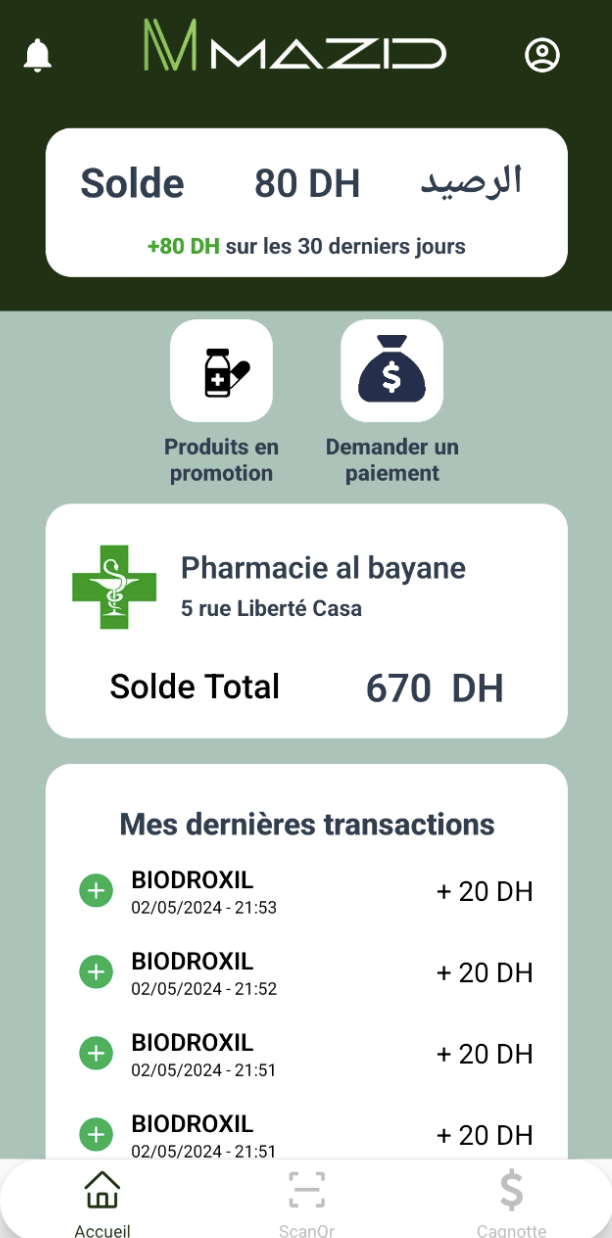 MAZID
Solde 80 DH الرصيد
+80 DH sur les 30 derniers jours
Produits en
promotion
Demander un
paiement
Pharmacie al bayane
5 rue Liberté Casa
Solde Total 670 DH
Mes dernières transactions
BIODROXIL
+ 20 DH
02/05/2024 - 21:53
BIODROXIL
+ 20 DH
02/05/2024 - 21:52
BIODROXIL
+ 20 DH
02/05/2024 - 21:51
BIODROXIL
+ 20 DH
02/05/2024 - 21:51
Accueil
ScanQr
Cagnotte